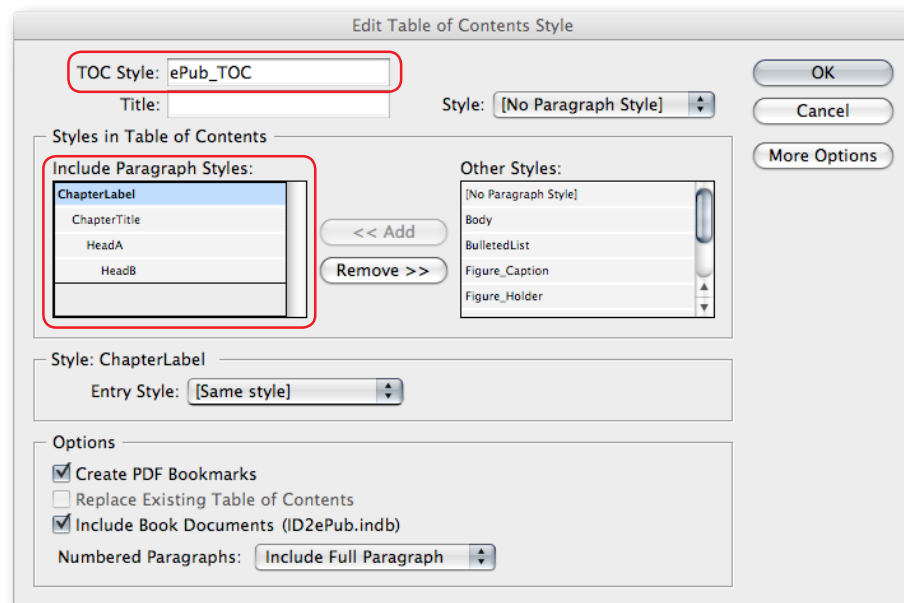 Edit Table of Contents Style
TOC Style: ePub_TOC
OK
Title:
Style: [No Paragraph Style]
Cancel
Styles in Table of Contents
More Options
Include Paragraph Styles:
Other Styles:
ChapterLabel
ChapterTitle
HeadA
HeadB
<< Add
Remove >>
[No Paragraph Style]
Body
BulletedList
Figure_Caption
Figure_Holder
Style: ChapterLabel
Entry Style: [Same style]
Options
Create PDF Bookmarks
Replace Existing Table of Contents
Include Book Documents (ID2ePub.indb)
Numbered Paragraphs: Include Full Paragraph